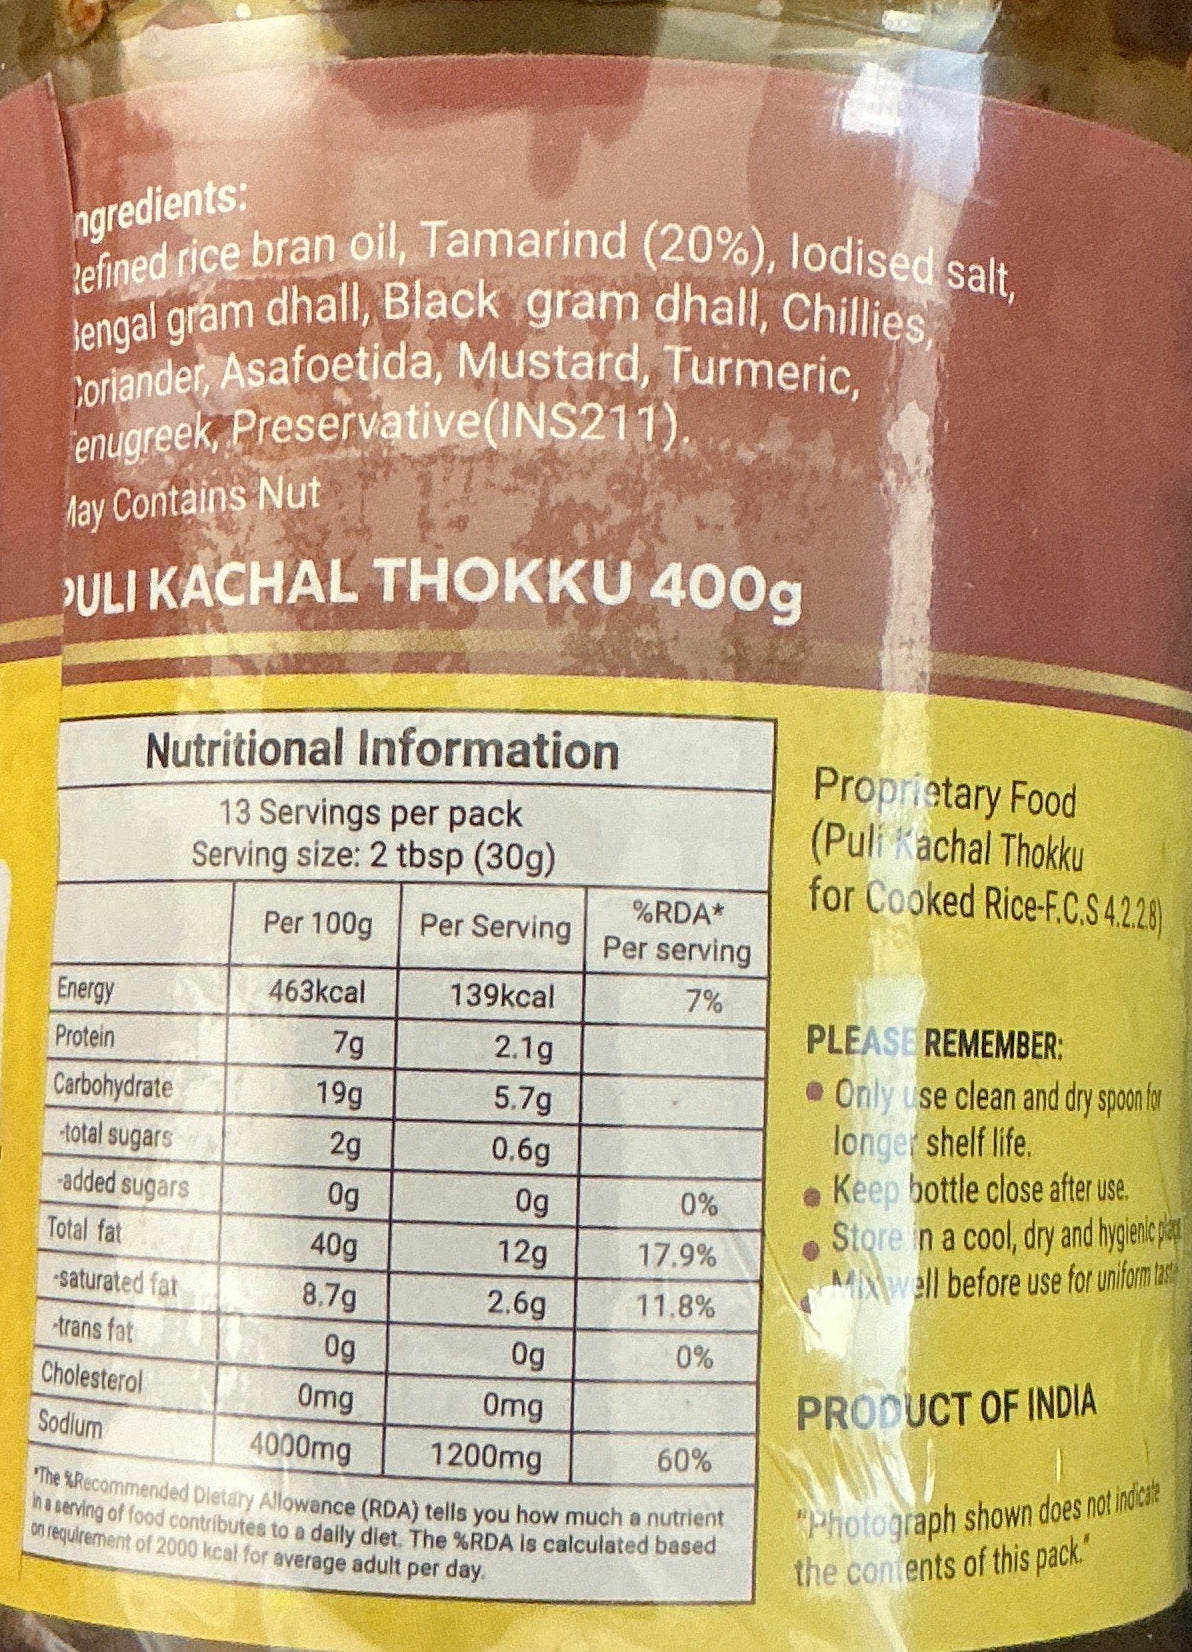 ngredients:
Refined rice bran oil, Tamarind (20%), Iodised salt,
Bengal gram dhall, Black gram dhall, Chillies,
Coriander, Asafoetida, Mustard, Turmeric,
Fenugreek, Preservative(INS211).
May Contains Nut
PULI KACHAL THOKKU 400g
Nutritional Information
13 Servings per pack
Serving size: 2 tbsp (30g)
Per 100g Per Serving %RDA* Per serving
Energy 463kcal 139kcal 7%
Protein 7g 2.1g
Carbohydrate 19g 5.7g
-total sugars 2g 0.6g
-added sugars 0g 0g 0%
Total fat 40g 12g 17.9%
-saturated fat 8.7g 2.6g 11.8%
-trans fat 0g 0g 0%
Cholesterol 0mg 0mg
Sodium 4000mg 1200mg 60%
*The %Recommended Dietary Allowance (RDA) tells you how much a nutrient
in a serving of food contributes to a daily diet. The %RDA is calculated based
on requirement of 2000 kcal for average adult per day.
Proprietary Food
(Puli Kachal Thokku
for Cooked Rice-F.C.S 4.2.2.8)
PLEASE REMEMBER:
• Only use clean and dry spoon for
longer shelf life.
• Keep bottle close after use.
• Store in a cool, dry and hygienic place
• Mix well before use for uniform taste
PRODUCT OF INDIA
"Photograph shown does not indicate
the contents of this pack."